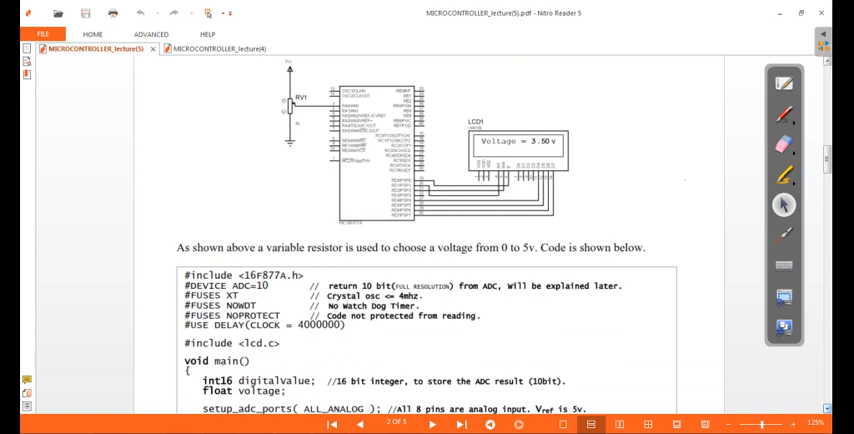 MICROCONTROLLER_lecture(5).pdf - Nitro Reader 5
FILE HOME ADVANCED HELP
MICROCONTROLLER_lecture(5) × MICROCONTROLLER_lecture(4)
RV1
LCD1
Voltage = 3.50 v
As shown above a variable resistor is used to choose a voltage from 0 to 5v. Code is shown below.
#include <16F877A.h>
#DEVICE ADC=10 // return 10 bit(FULL RESOLUTION) from ADC, Will be explained later.
#FUSES XT // Crystal osc <= 4mhz.
#FUSES NOWDT // No Watch Dog Timer.
#FUSES NOPROTECT // Code not protected from reading.
#USE DELAY(CLOCK = 4000000)
#include <lcd.c>
void main()
{
int16 digitalvalue; //16 bit integer, to store the ADC result (10bit).
float voltage;
setup_adc_ports( ALL_ANALOG ); //All 8 pins are analog input. Vref is 5v.
2 OF 5
125%